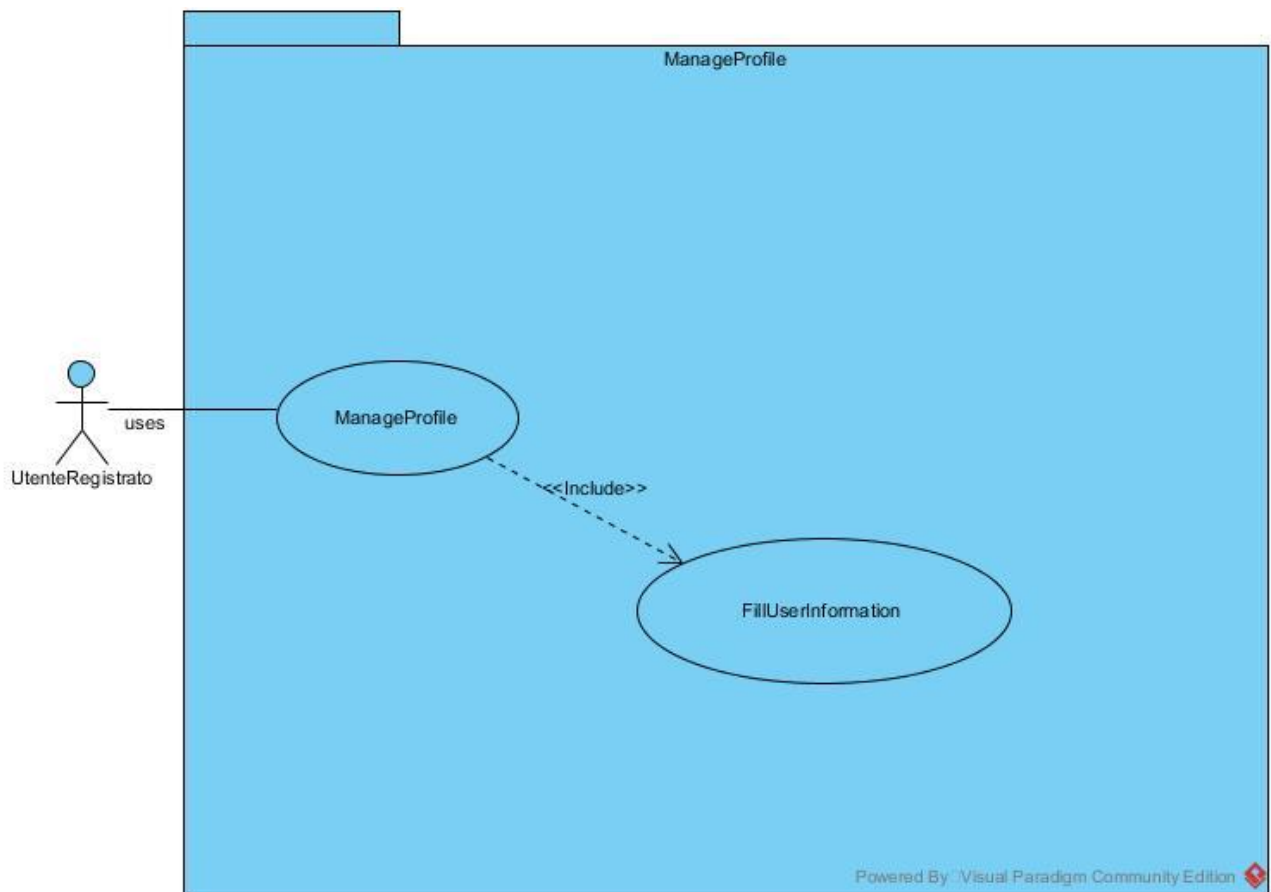 ManageProfile
ManageProfile
uses
UtenteRegistrato
<<Include>>
FillUserInformation
Powered By Visual Paradigm Community Edition